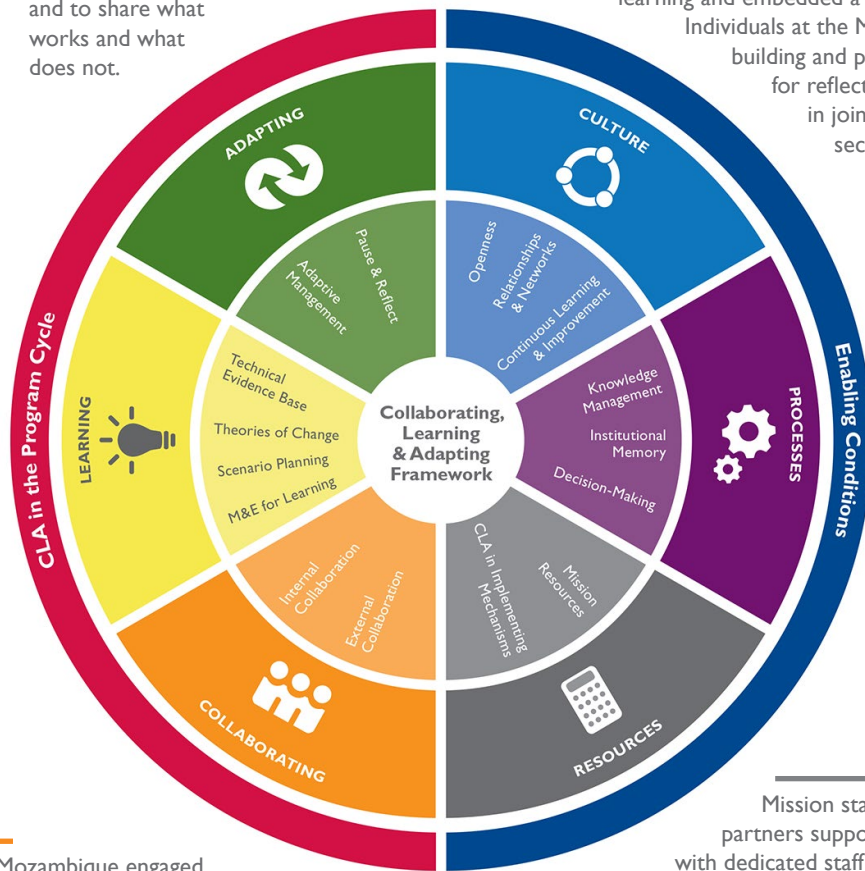 and to share what
works and what
does not.
learning and embedded a
Individuals at the M
building and p
for reflect
in join
sec
ADAPTING
CULTURE
Adaptive
Management
Pause & Reflect
Openness
Relationships
& Networks
Continuous Learning
& Improvement
CLA in the Program Cycle
LEARNING
Technical
Evidence Base
Theories of Change
Scenario Planning
M&E for Learning
Collaborating,
Learning
& Adapting
Framework
Knowledge
Management
Institutional
Memory
Decision-Making
PROCESSES
Enabling Conditions
Internal
Collaboration
External
Collaboration
CLA in Implementing
Mechanisms
Mission
Resources
COLLABORATING
RESOURCES
Mission sta
partners suppo
with dedicated staff
Mozambique engaged